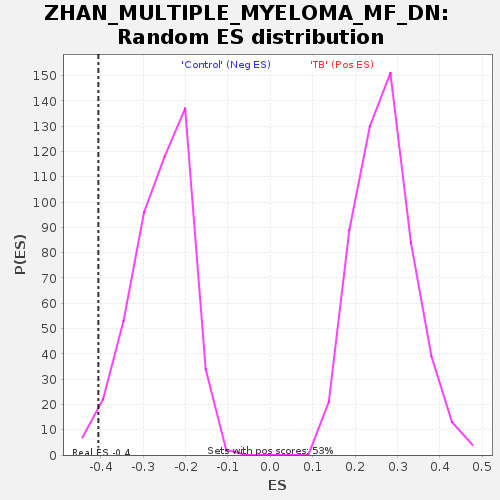 ZHAN_MULTIPLE_MYELOMA_MF_DN:
Random ES distribution
'Control' (Neg ES) 'TB' (Pos ES)
150
140
130
120
110
100
90
80
70
60
50
40
30
20
10
0
P(ES)
Real ES -0.4
Sets with pos scores: 53%
-0.4 -0.3 -0.2 -0.1 0.0 0.1 0.2 0.3 0.4 0.5
ES